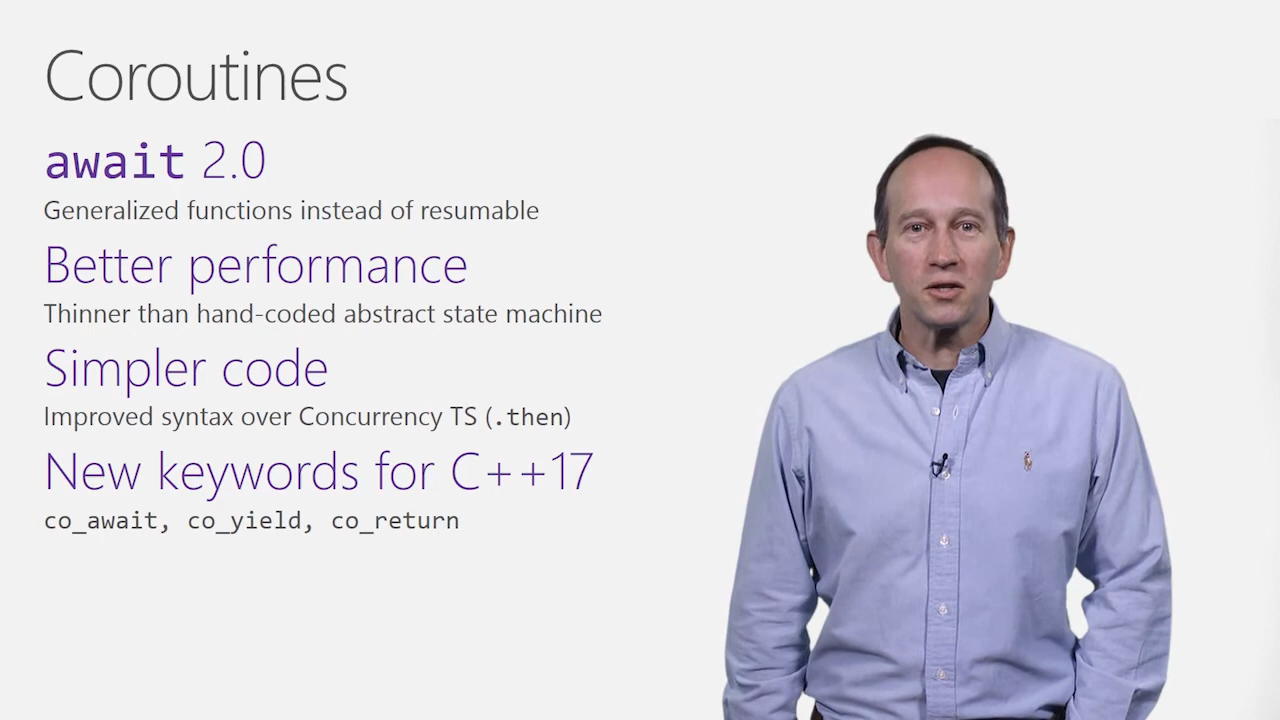 Coroutines
await 2.0
Generalized functions instead of resumable
Better performance
Thinner than hand-coded abstract state machine
Simpler code
Improved syntax over Concurrency TS (.then)
New keywords for C++17
co_await, co_yield, co_return